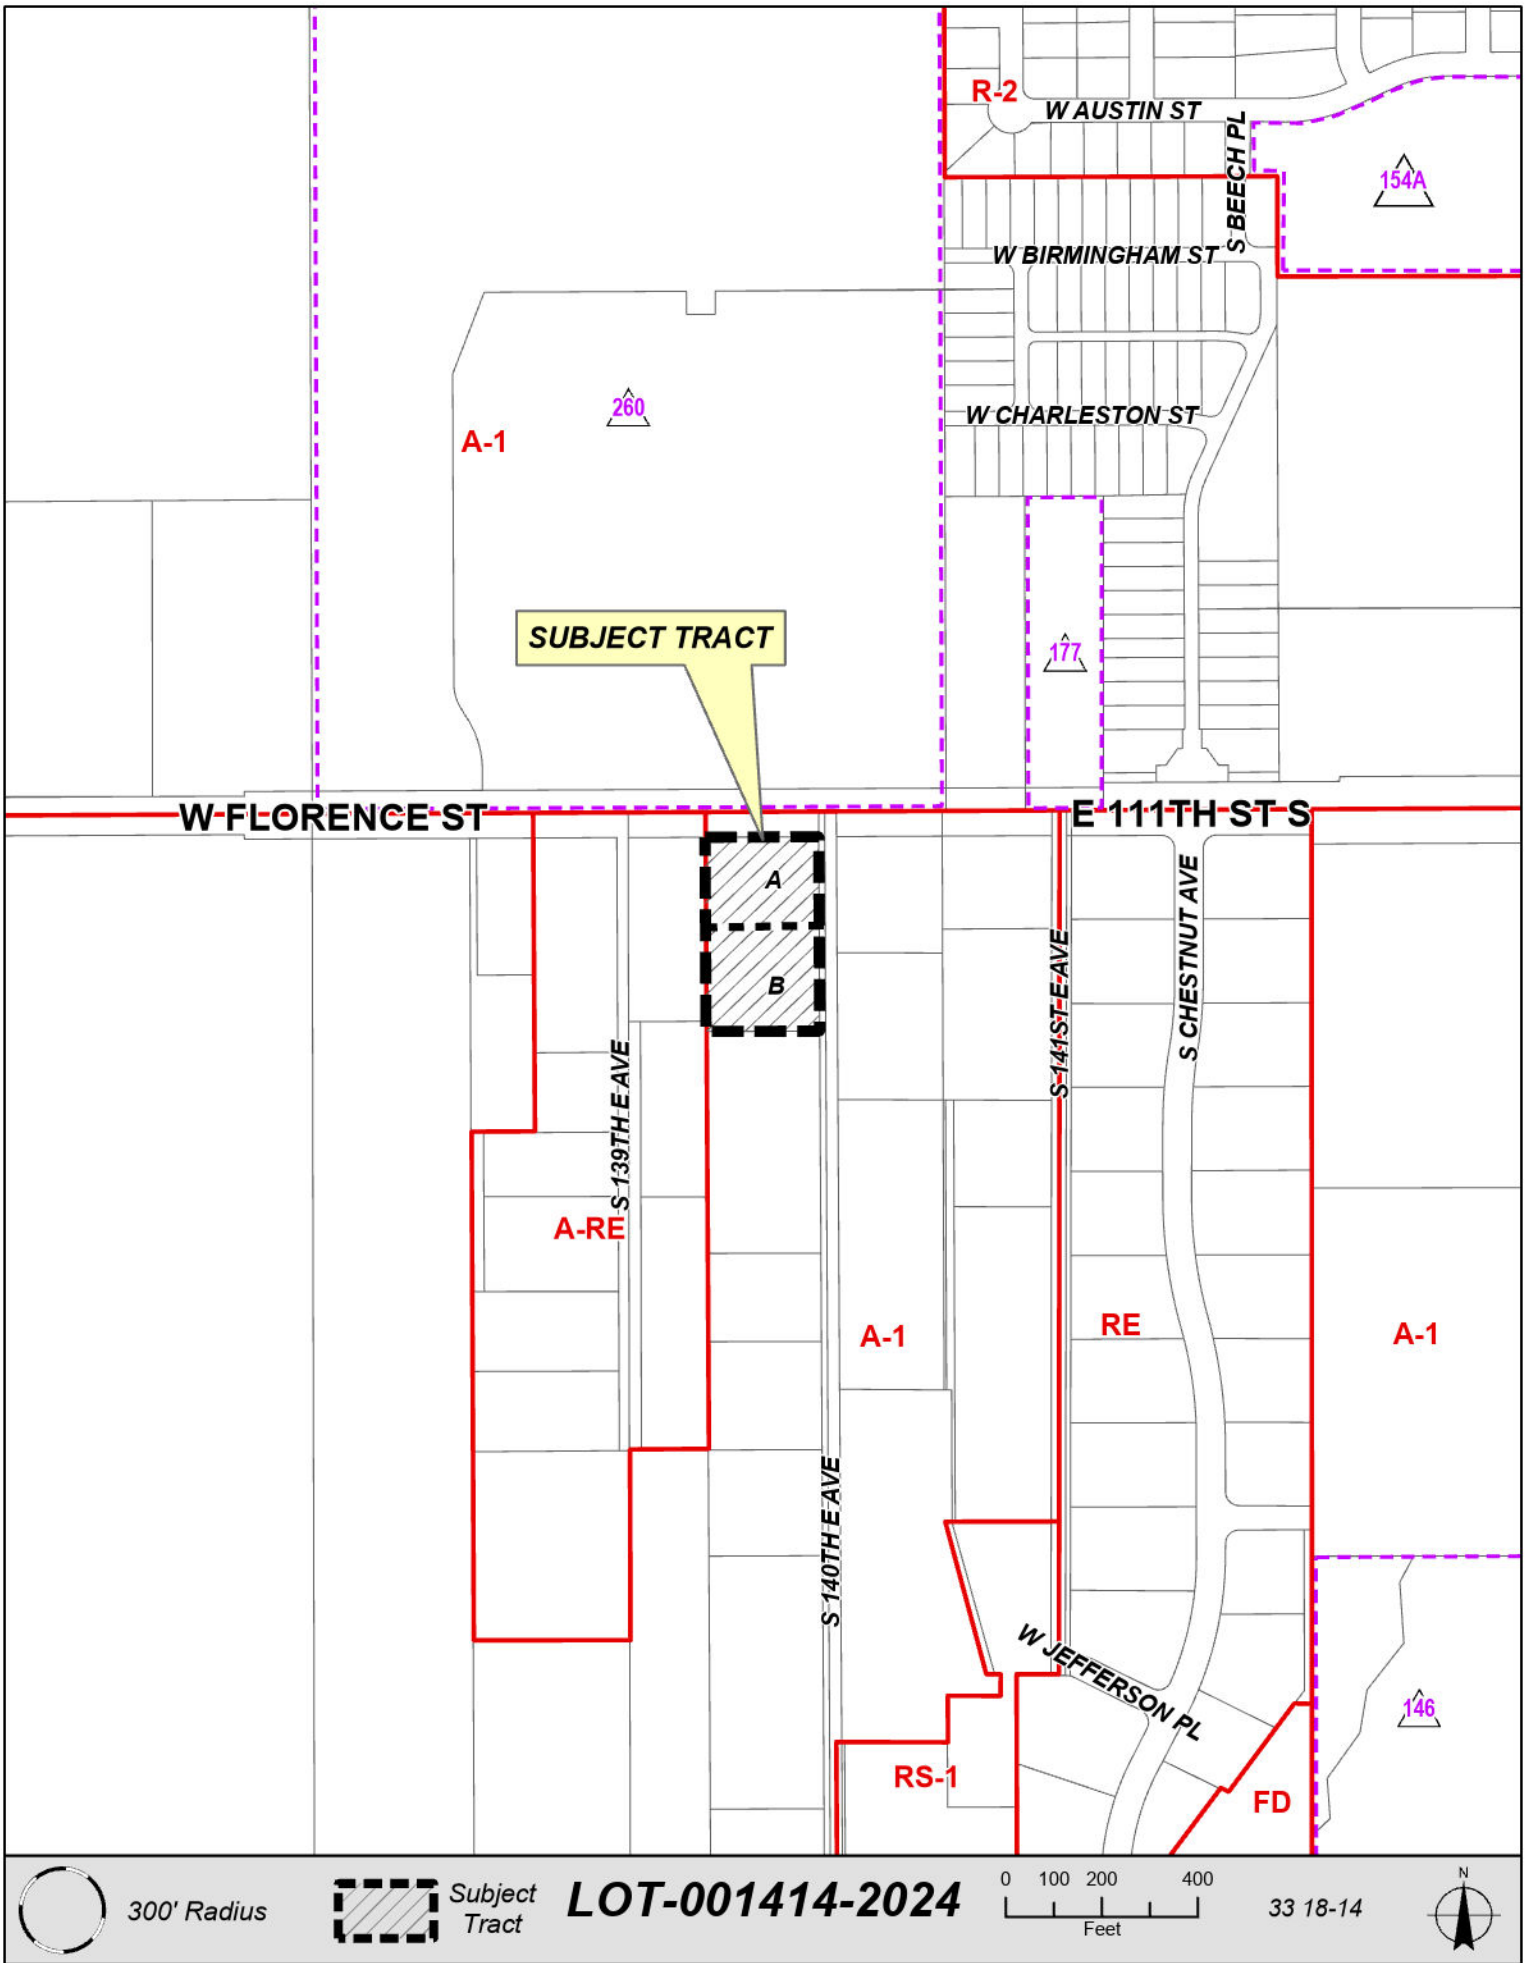 R-2
W AUSTIN ST
S BEECH PL
154A
W BIRMINGHAM ST
260
A-1
W CHARLESTON ST
SUBJECT TRACT
177
W FLORENCE ST
E 111TH ST S
A
B
S 139TH E AVE
S 141ST E AVE
S CHESTNUT AVE
A-RE
A-1
RE
A-1
S 140TH E AVE
W JEFFERSON PL
146
RS-1
FD
300' Radius
Subject
Tract
LOT-001414-2024
0 100 200 400
Feet
33 18-14
N